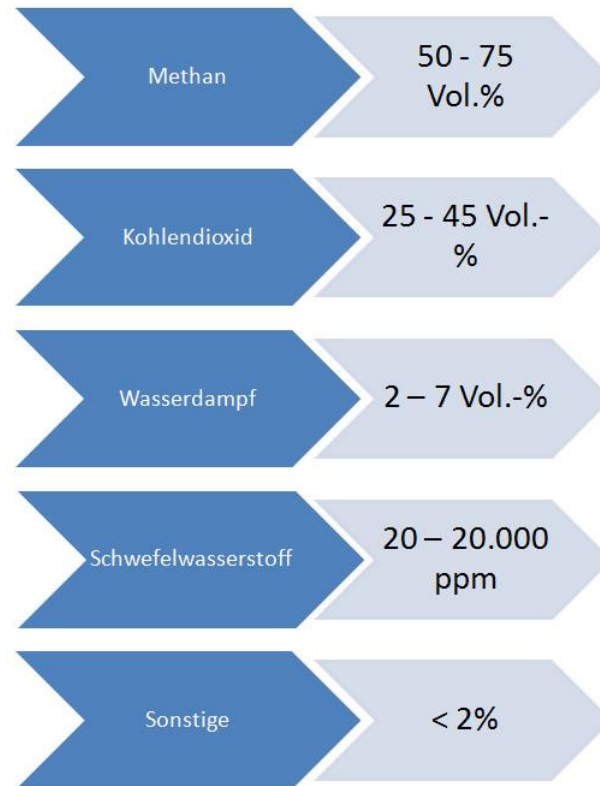 Methan
50 - 75
Vol.%
Kohlendioxid
25 - 45 Vol.-
%
Wasserdampf
2 – 7 Vol.-%
Schwefelwasserstoff
20 – 20.000
ppm
Sonstige
< 2%